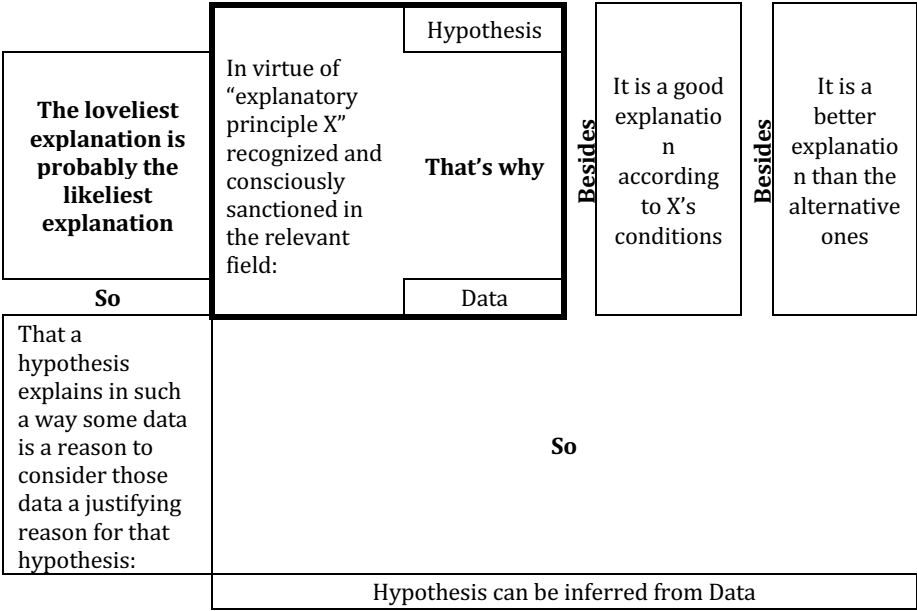 The loveliest
explanation is
probably the
likeliest
explanation
So
That a
hypothesis
explains in such
a way some data
is a reason to
consider those
data a justifying
reason for that
hypothesis:
In virtue of
“explanatory
principle X”
recognized and
consciously
sanctioned in
the relevant
field:
Hypothesis
That’s why
Data
Besides
It is a good
explanatio
n
according
to X’s
conditions
Besides
It is a
better
explanatio
n than the
alternative
ones
So
Hypothesis can be inferred from Data